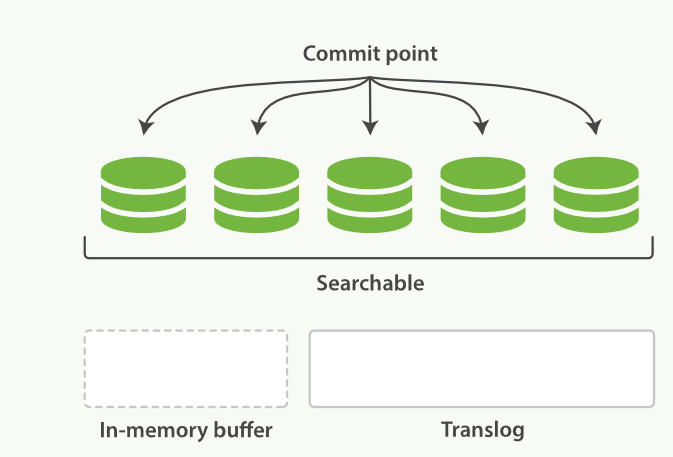 Commit point
Searchable
In-memory buffer
Translog